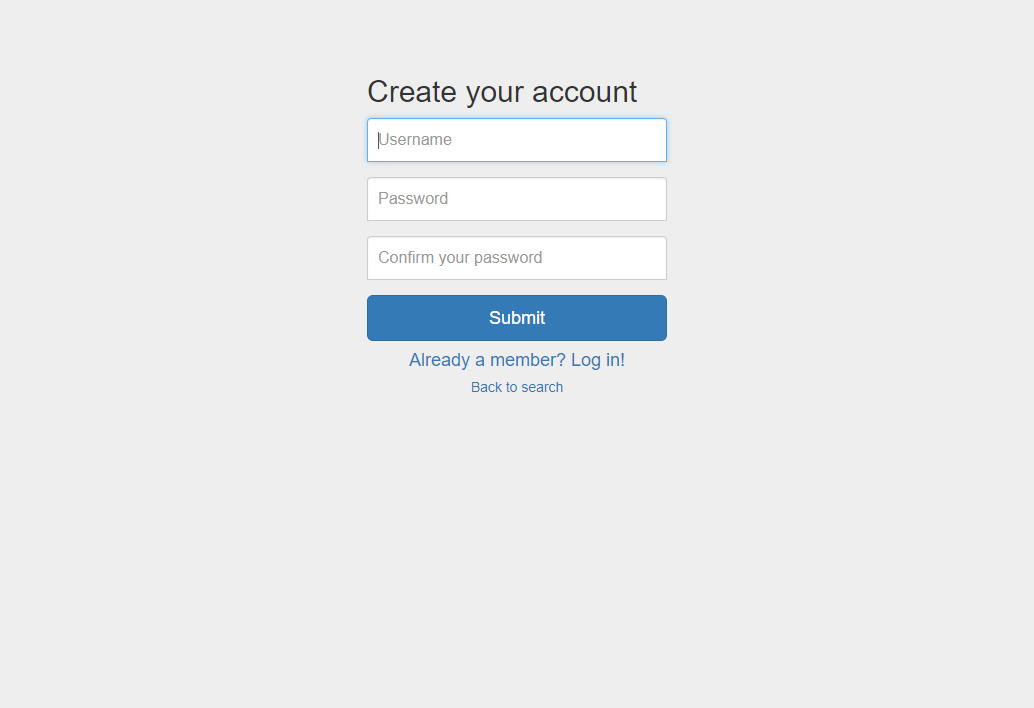 Create your account
Username
Password
Confirm your password
Submit
Already a member? Log in!
Back to search